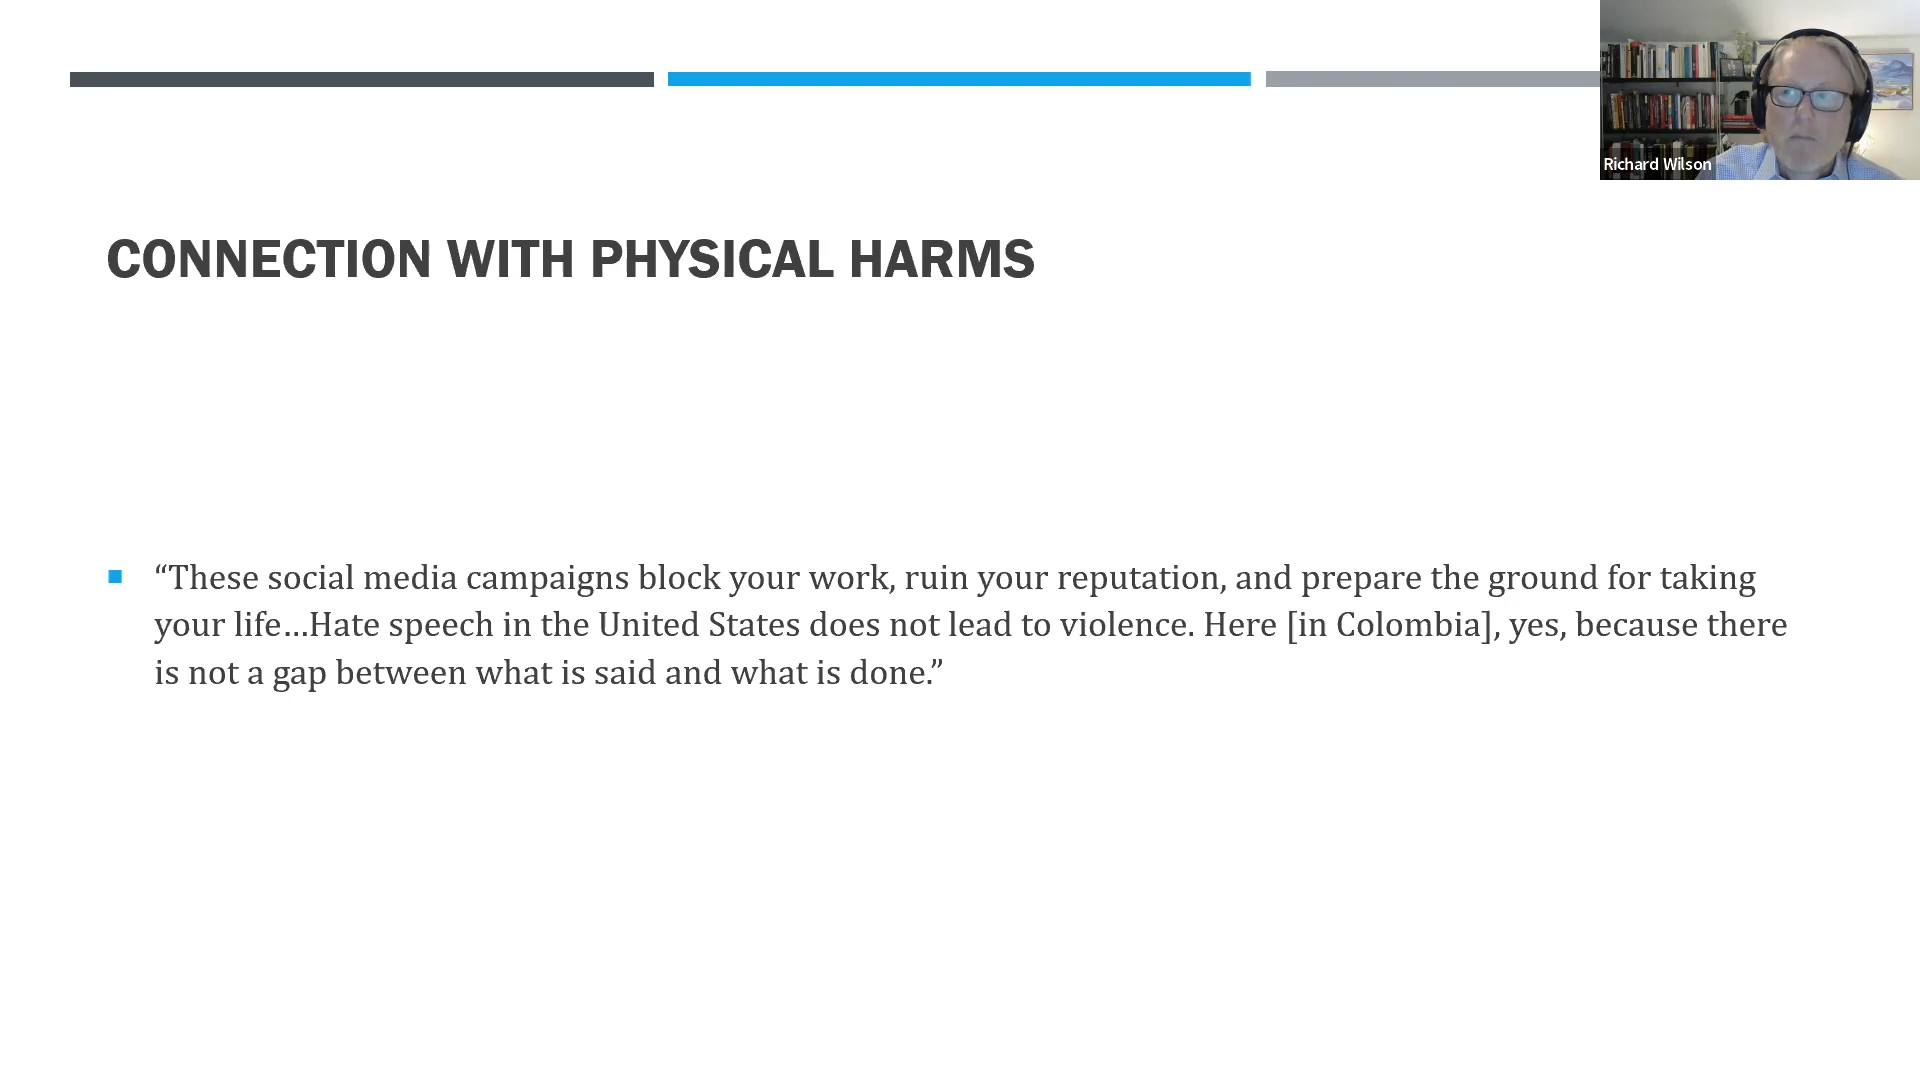 Richard Wilson
CONNECTION WITH PHYSICAL HARMS
“These social media campaigns block your work, ruin your reputation, and prepare the ground for taking
your life…Hate speech in the United States does not lead to violence. Here [in Colombia], yes, because there
is not a gap between what is said and what is done.”